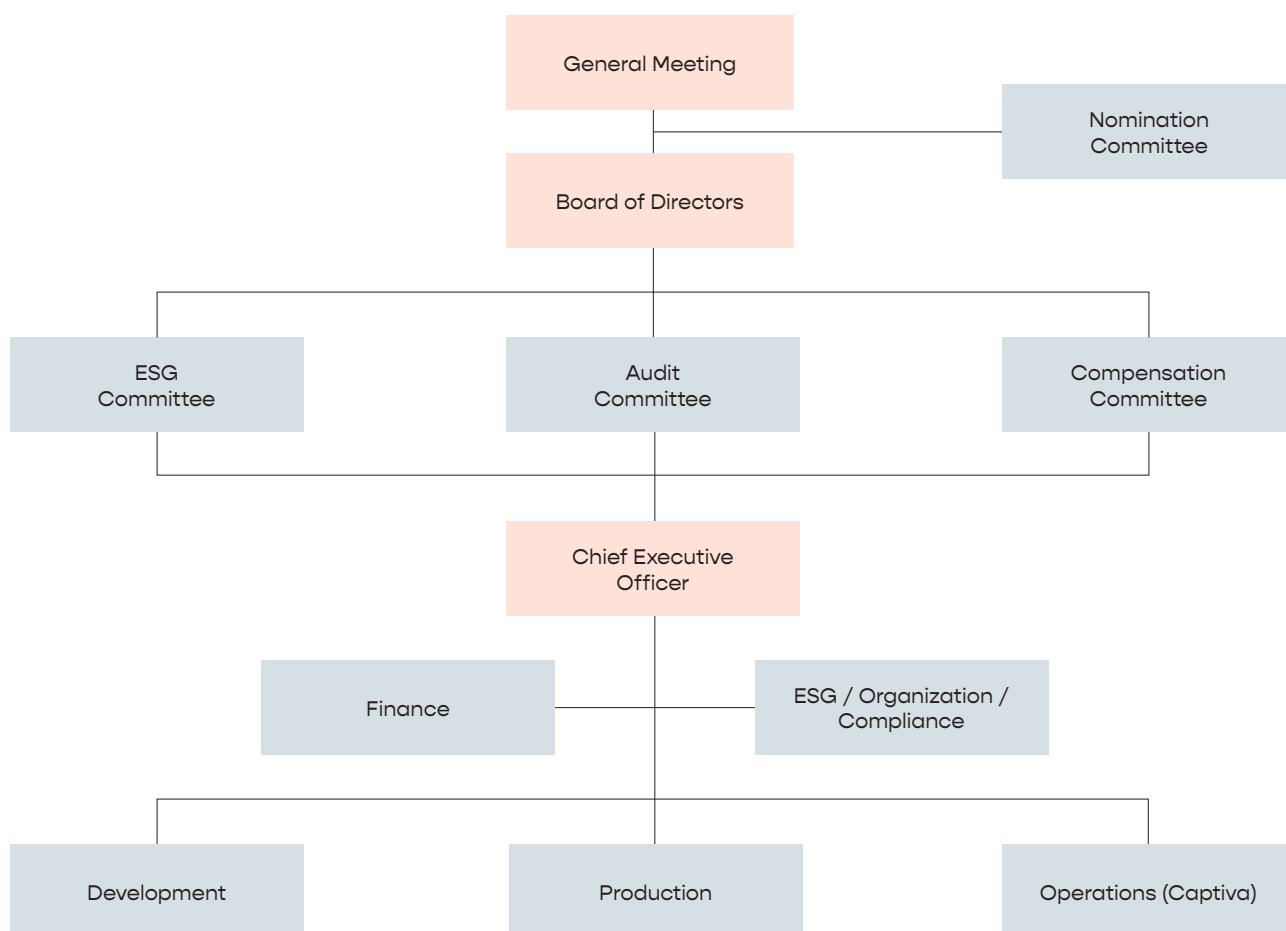 General Meeting
Nomination
Committee
Board of Directors
ESG
Committee
Audit
Committee
Compensation
Committee
Chief Executive
Officer
Finance
ESG / Organization /
Compliance
Development
Production
Operations (Captiva)